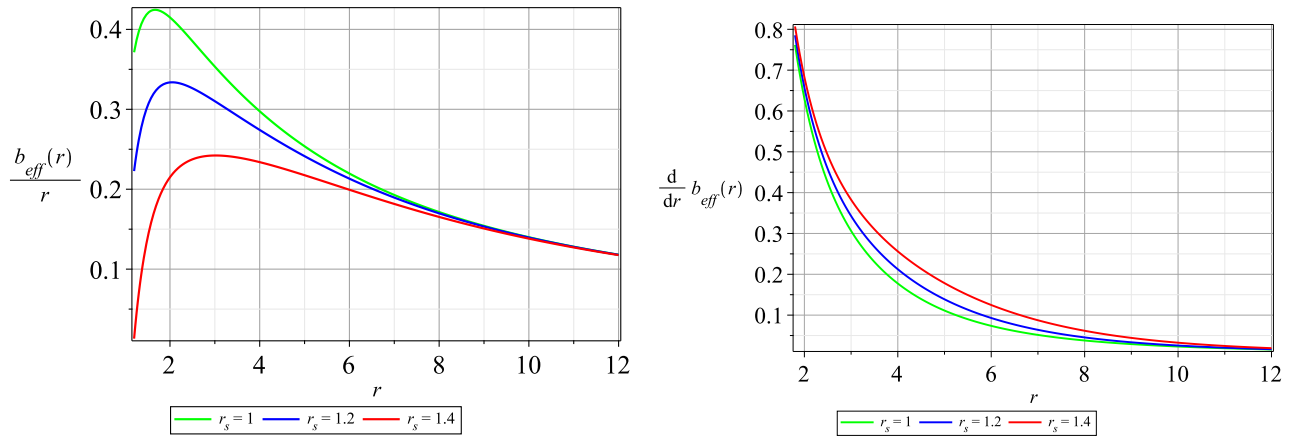 0.4
0.3
0.2
0.1
b_eff(r)
r
2 4 6 8 10 12
r
r_s = 1 r_s = 1.2 r_s = 1.4
0.8
0.7
0.6
0.5
0.4
0.3
0.2
0.1
d
dr b_eff(r)
2 4 6 8 10 12
r
r_s = 1 r_s = 1.2 r_s = 1.4